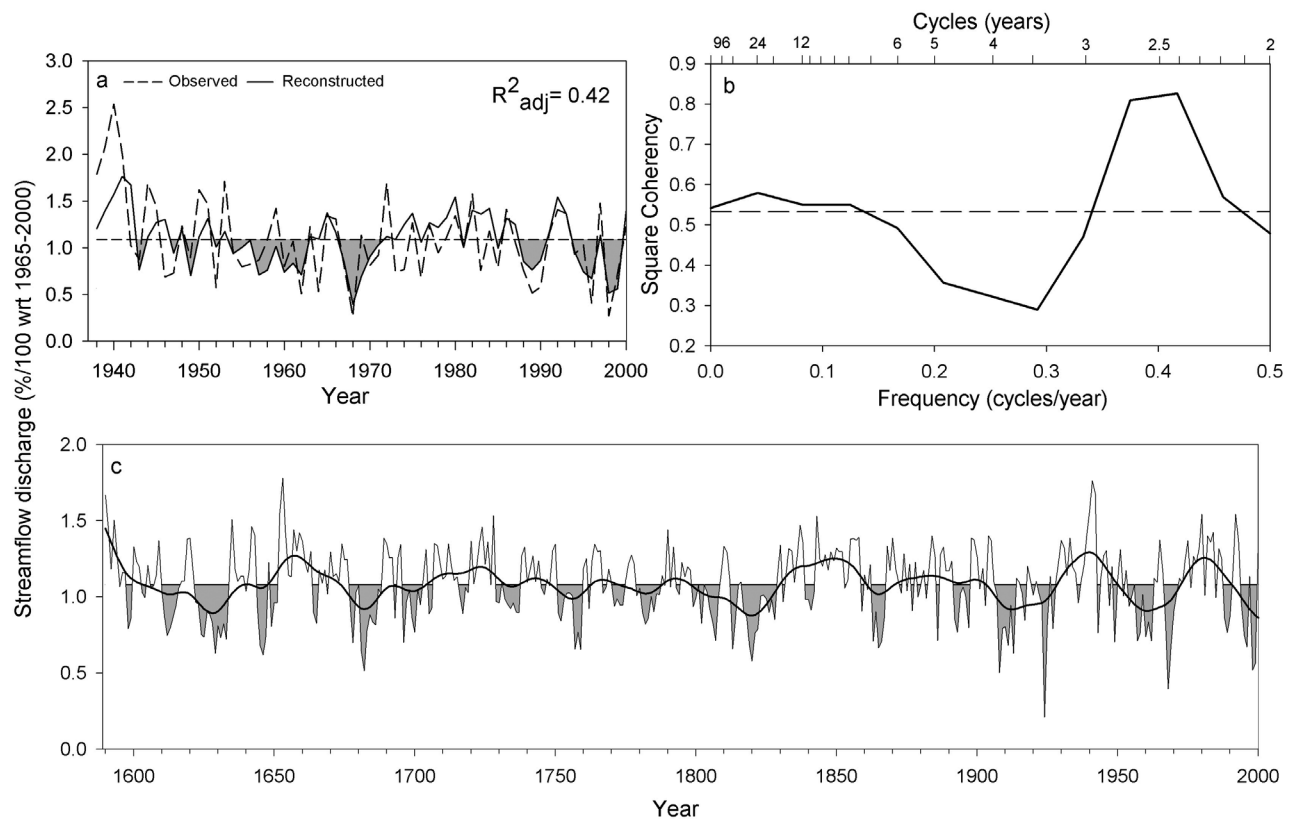 Streamflow discharge (%/100 wrt 1965-2000)
a
Observed
Reconstructed
R2adj= 0.42
3.0
2.5
2.0
1.5
1.0
0.5
0.0
1940 1950 1960 1970 1980 1990 2000
Year
Cycles (years)
96 24 12 6 5 4 3 2.5 2
b
Square Coherency
0.9
0.8
0.7
0.6
0.5
0.4
0.3
0.2
0.0 0.1 0.2 0.3 0.4 0.5
Frequency (cycles/year)
c
2.0
1.5
1.0
0.5
0.0
1600 1650 1700 1750 1800 1850 1900 1950 2000
Year